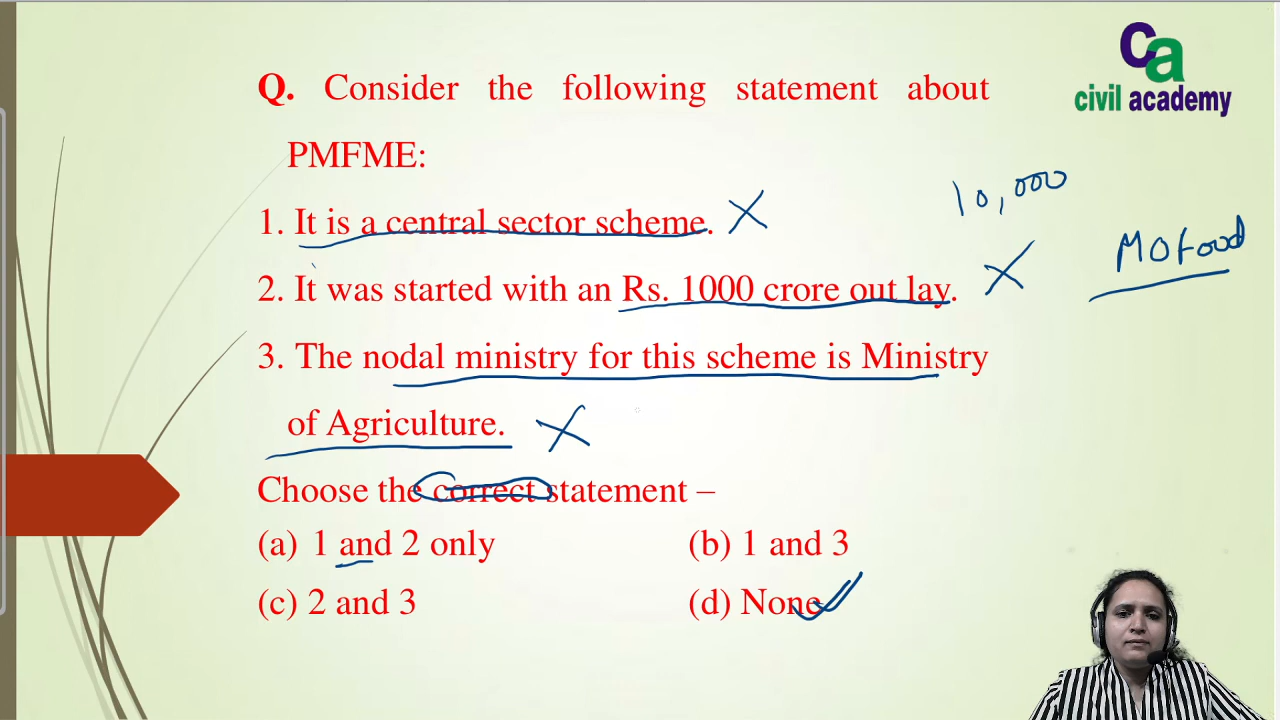 Q. Consider the following statement about
PMFME:
1. It is a central sector scheme.
2. It was started with an Rs. 1000 crore out lay.
3. The nodal ministry for this scheme is Ministry
of Agriculture.
Choose the correct statement –
(a) 1 and 2 only
(b) 1 and 3
(c) 2 and 3
(d) None
10,000
MOFood
ca
civil academy